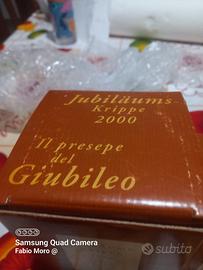 Jubiläums-
Krippe
2000
Il presepe
del
Giubileo
Samsung Quad Camera
Fabio Moro @
subito